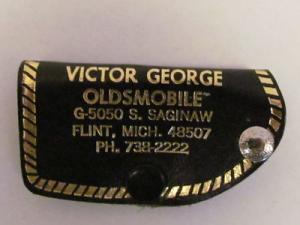 VICTOR GEORGE
OLDSMOBILE™
G-5050 S. SAGINAW
FLINT, MICH. 48507
PH. 738-2222